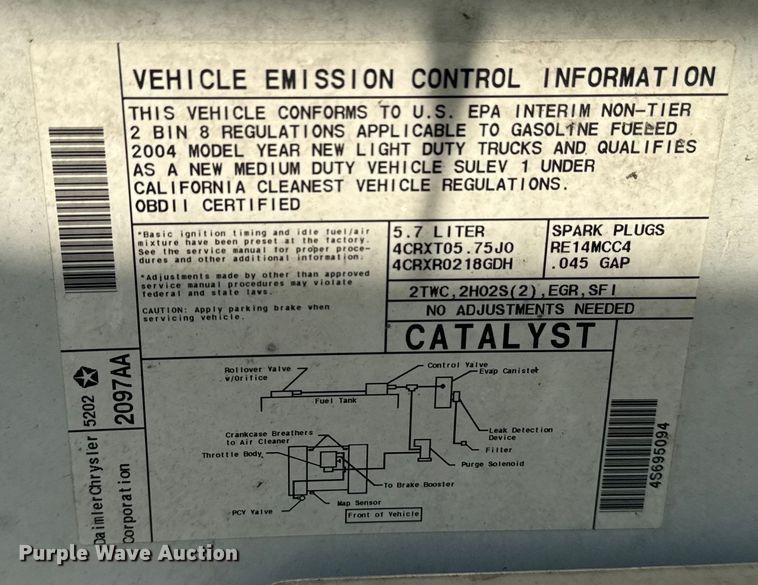 VEHICLE EMISSION CONTROL INFORMATION
THIS VEHICLE CONFORMS TO U.S. EPA INTERIM NON-TIER
2 BIN 8 REGULATIONS APPLICABLE TO GASOLINE FUELED
2004 MODEL YEAR NEW LIGHT DUTY TRUCKS AND QUALIFIES
AS A NEW MEDIUM DUTY VEHICLE SULEV 1 UNDER
CALIFORNIA CLEANEST VEHICLE REGULATIONS.
OBDII CERTIFIED
*Basic ignition timing and idle fuel/air
mixture have been preset at the factory.
See the service manual for proper proce-
dures and other additional information.
*Adjustments made by other than approved
service manual procedures may violate
federal and state laws.
CAUTION: Apply parking brake when
servicing vehicle.
5.7 LITER
4CRXT05.75J0
4CRXR0218GDH
SPARK PLUGS
RE14MCC4
.045 GAP
2TWC,2HO2S(2),EGR,SFI
NO ADJUSTMENTS NEEDED
CATALYST
Rollover Valve
w/Orifice
Fuel Tank
Control Valve
Evap Canister
Leak Detection
Device
Filter
Purge Solenoid
Crankcase Breathers
to Air Cleaner
Throttle Body
To Brake Booster
Map Sensor
PCV Valve
Front of Vehicle
DaimlerChrysler
Corporation
5202
2097AA
4S695094
Purple Wave Auction